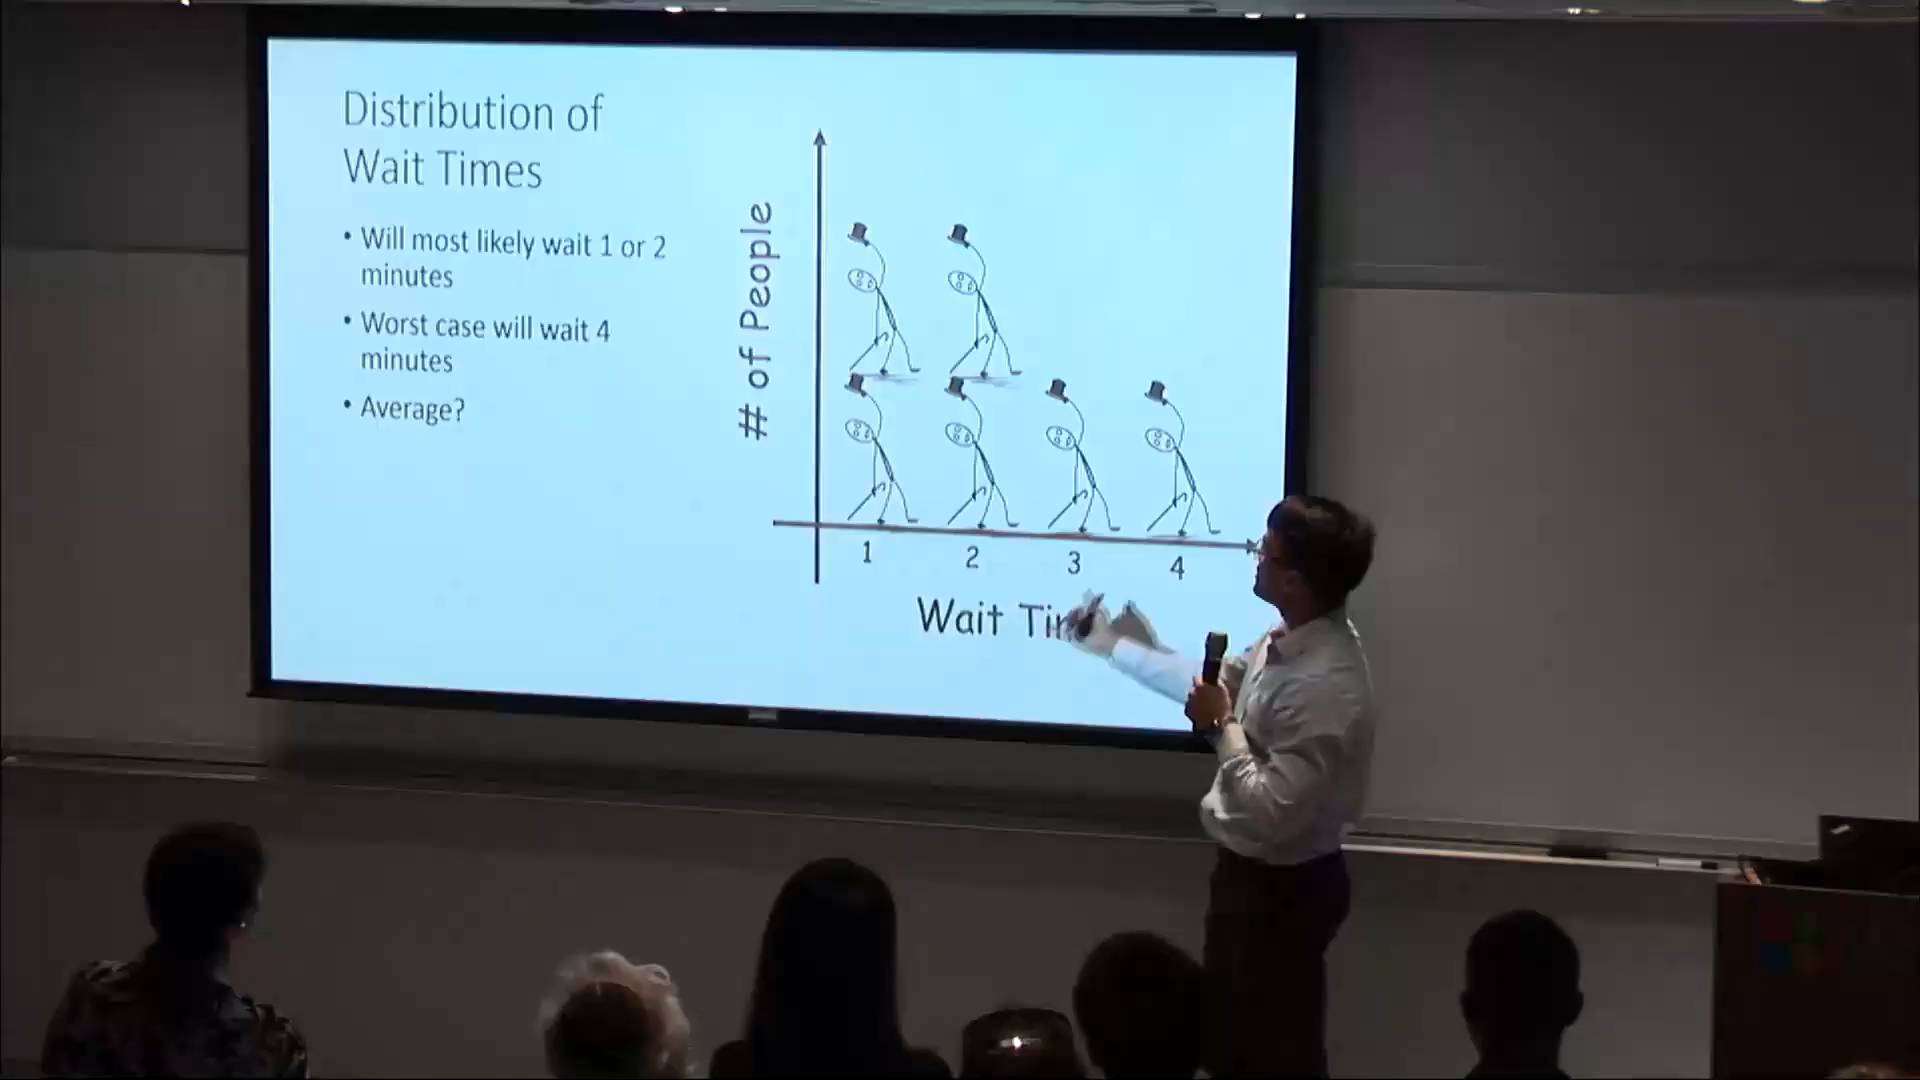 Distribution of
Wait Times
• Will most likely wait 1 or 2
minutes
• Worst case will wait 4
minutes
• Average?
# of People
1 2 3 4
Wait